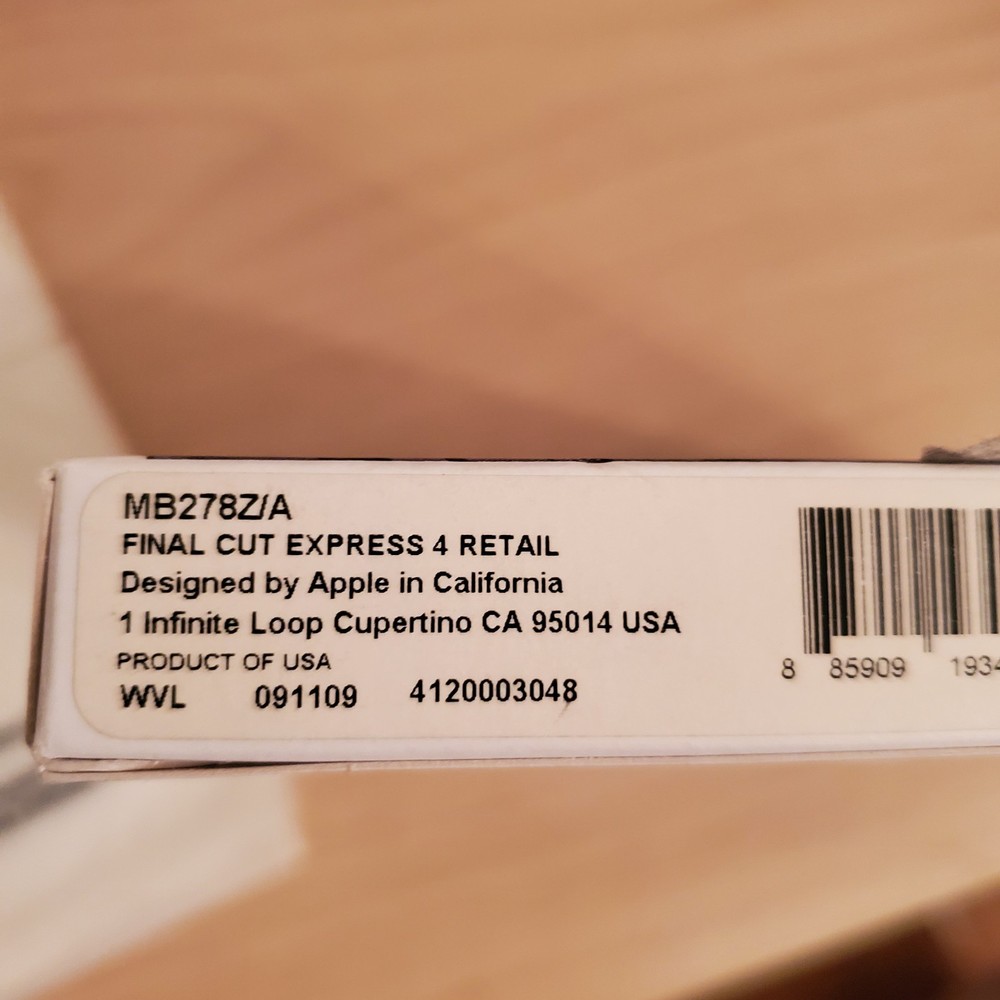 MB278Z/A
FINAL CUT EXPRESS 4 RETAIL
Designed by Apple in California
1 Infinite Loop Cupertino CA 95014 USA
PRODUCT OF USA
WVL 091109 4120003048
8 85909 1934